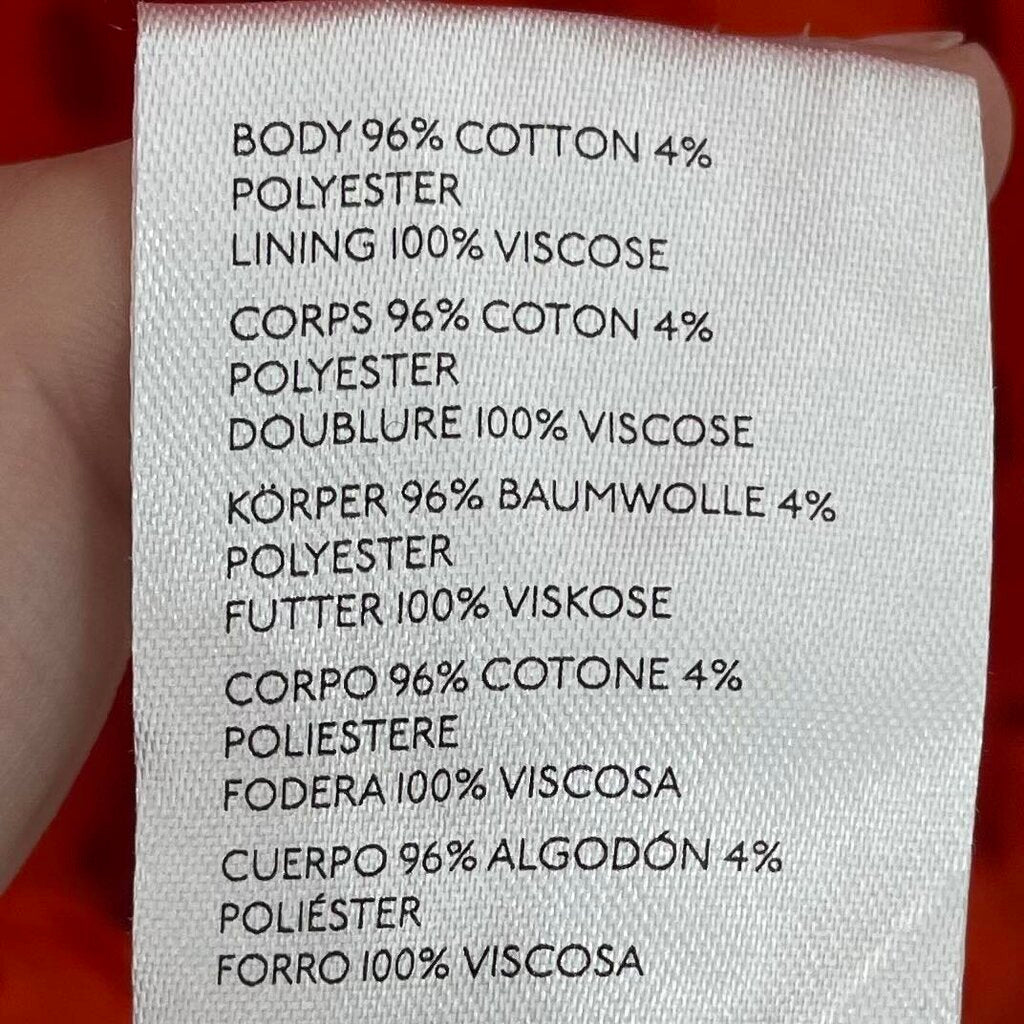 BODY 96% COTTON 4%
POLYESTER
LINING 100% VISCOSE
CORPS 96% COTON 4%
POLYESTER
DOUBLURE 100% VISCOSE
KÖRPER 96% BAUMWOLLE 4%
POLYESTER
FUTTER 100% VISKOSE
CORPO 96% COTONE 4%
POLIESTERE
FODERA 100% VISCOSA
CUERPO 96% ALGODÓN 4%
POLIÉSTER
FORRO 100% VISCOSA